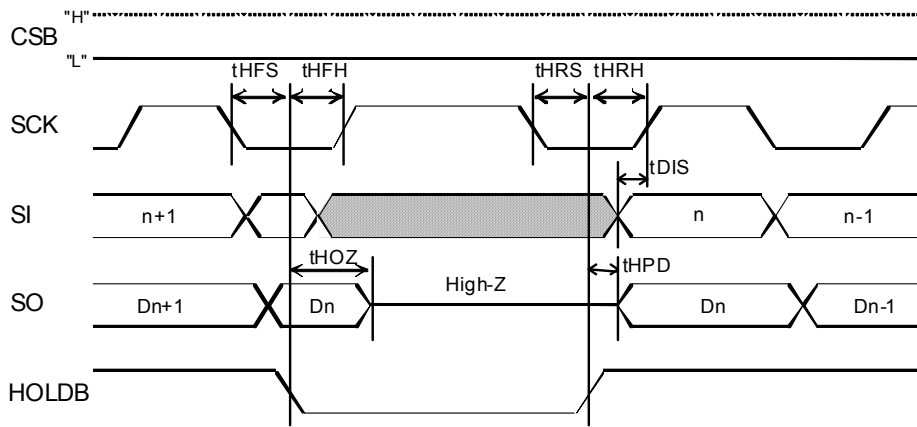 "H"
CSB
"L"
tHFS tHFH tHRS tHRH
SCK
tDIS
SI n+1 n n-1
tHOZ tHPD
High-Z
SO Dn+1 Dn Dn Dn-1
HOLDB